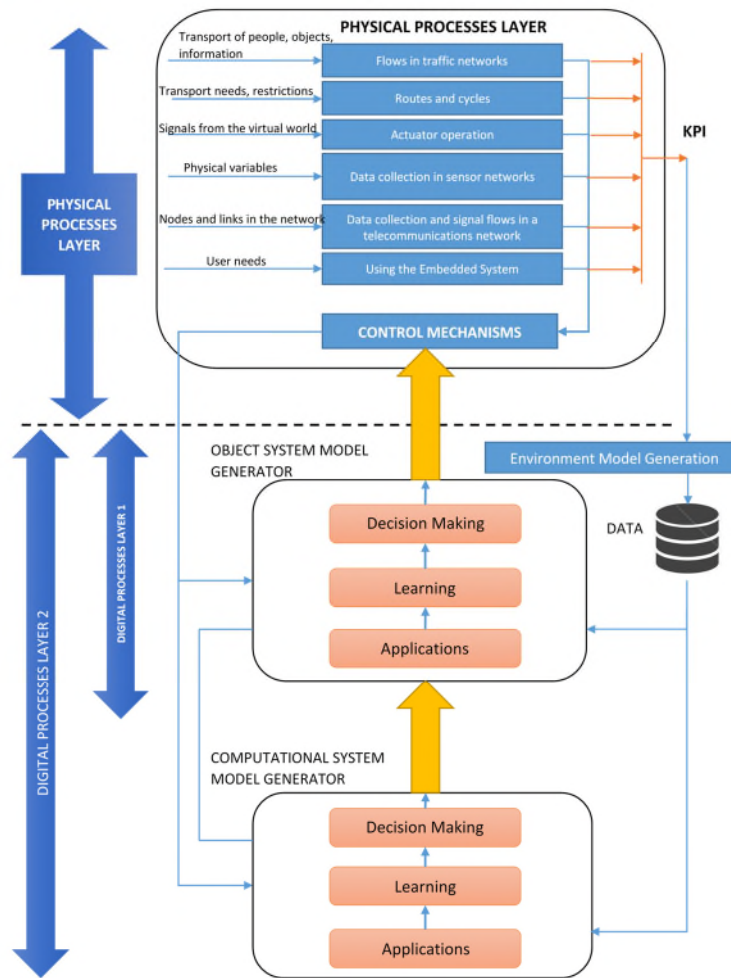 PHYSICAL PROCESSES LAYER
Transport of people, objects,
information
Flows in traffic networks
Transport needs, restrictions
Routes and cycles
Signals from the virtual world
Actuator operation
KPI
Physical variables
Data collection in sensor networks
PHYSICAL
PROCESSES
LAYER
Nodes and links in the network
Data collection and signal flows in a
telecommunications network
User needs
Using the Embedded System
CONTROL MECHANISMS
OBJECT SYSTEM MODEL
GENERATOR
Environment Model Generation
DATA
Decision Making
Learning
Applications
DIGITAL PROCESSES LAYER 1
DIGITAL PROCESSES LAYER 2
COMPUTATIONAL SYSTEM
MODEL GENERATOR
Decision Making
Learning
Applications